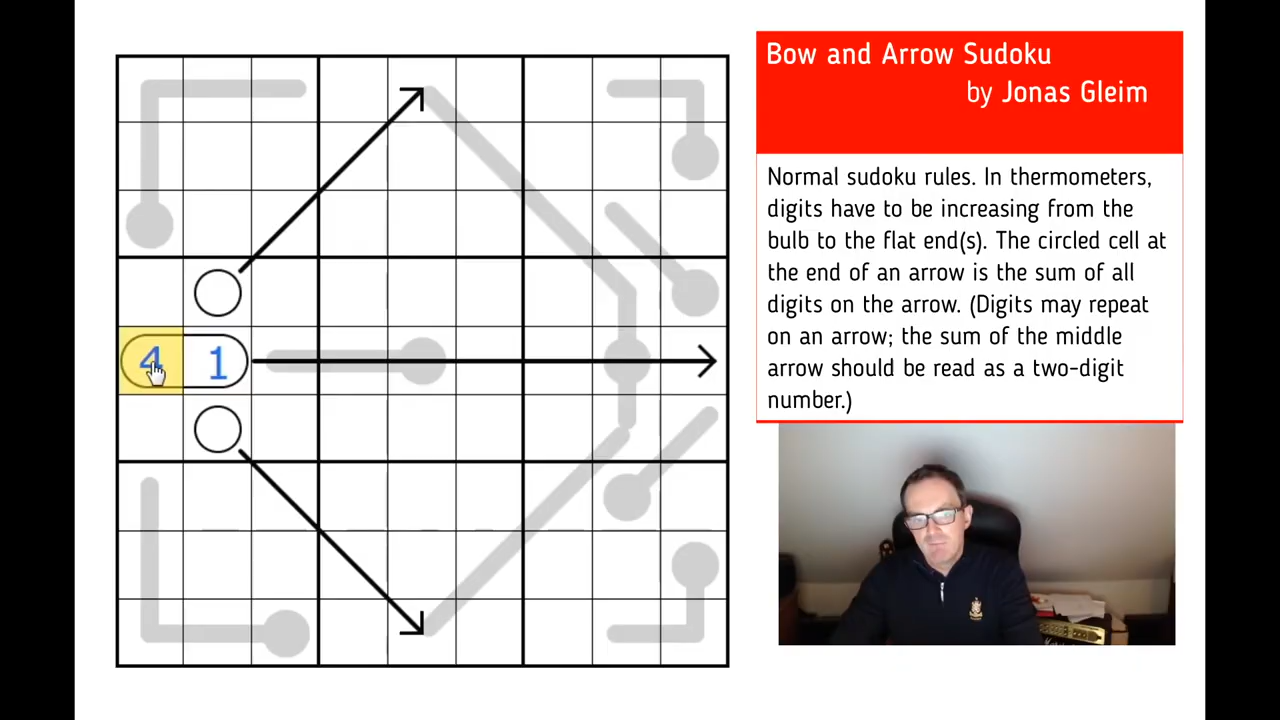 Bow and Arrow Sudoku
by Jonas Gleim
Normal sudoku rules. In thermometers,
digits have to be increasing from the
bulb to the flat end(s). The circled cell at
the end of an arrow is the sum of all
digits on the arrow. (Digits may repeat
on an arrow; the sum of the middle
arrow should be read as a two-digit
number.)
4 1